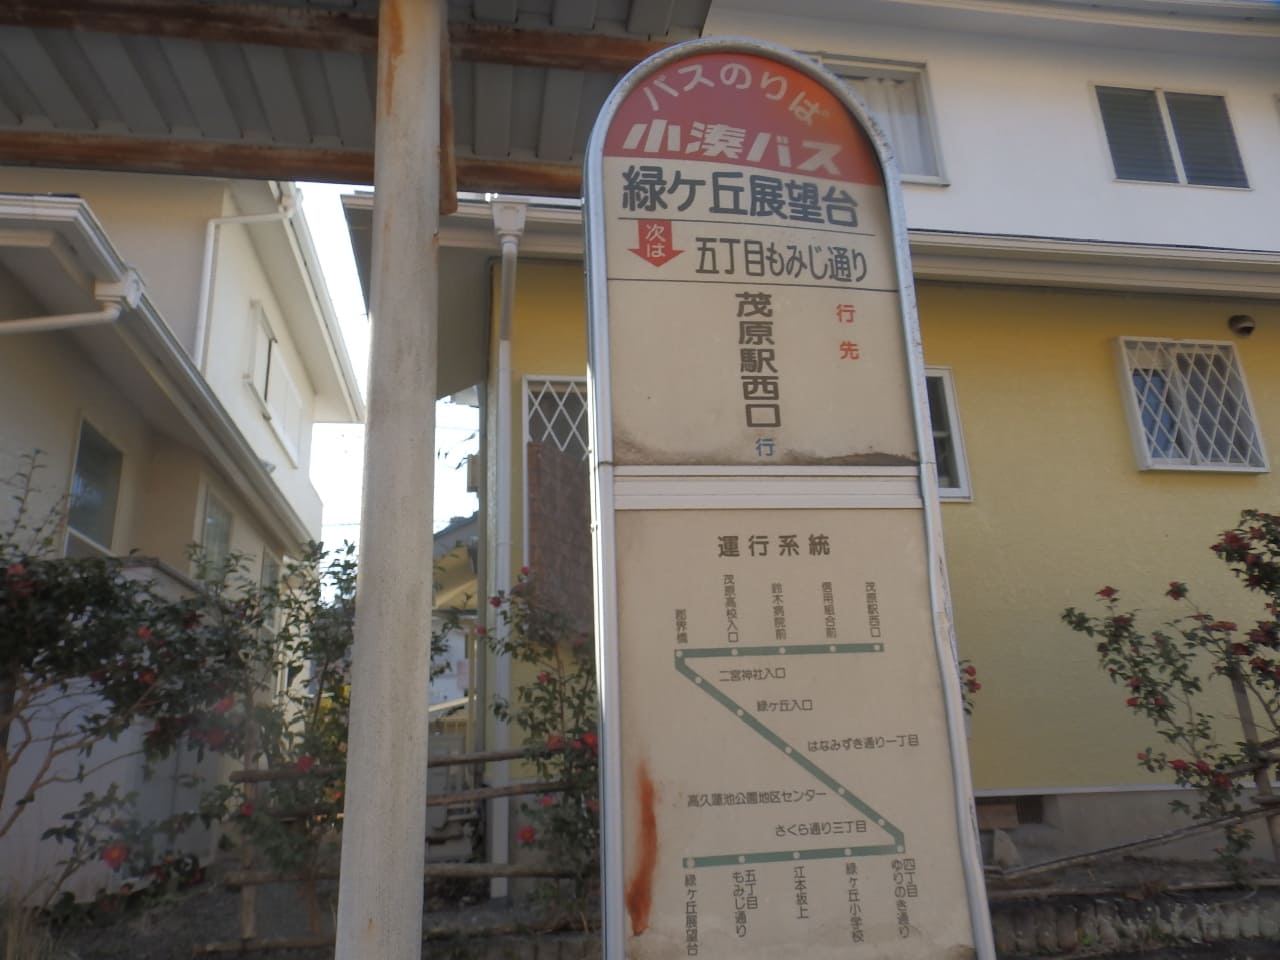 バスのりば
小湊バス
緑ケ丘展望台
次は
五丁目もみじ通り
行先
茂原駅西口
行
運行系統
郡界橋
茂原高校入口
鈴木病院前
信用組合前
茂原駅西口
二宮神社入口
緑ヶ丘入口
はなみずき通り一丁目
高久蓮池公園地区センター
さくら通り三丁目
緑ヶ丘展望台
五丁目もみじ通り
江本坂上
緑ヶ丘小学校
四丁目ゆりのき通り